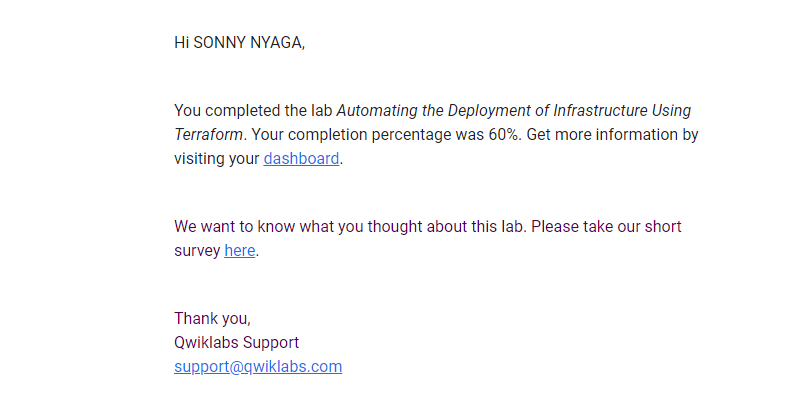 Hi SONNY NYAGA,
You completed the lab Automating the Deployment of Infrastructure Using
Terraform. Your completion percentage was 60%. Get more information by
visiting your dashboard.
We want to know what you thought about this lab. Please take our short
survey here.
Thank you,
Qwiklabs Support
support@qwiklabs.com